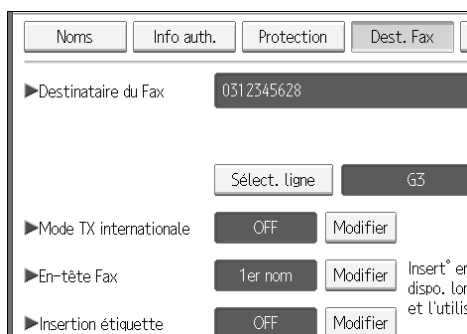 Noms Info auth. Protection Dest. Fax
▶Destinataire du Fax 0312345628
Sélect. ligne G3
▶Mode TX internationale OFF Modifier
▶En-tête Fax 1er nom Modifier Insert° en
dispo. lor
et l'utilis
▶Insertion étiquette OFF Modifier